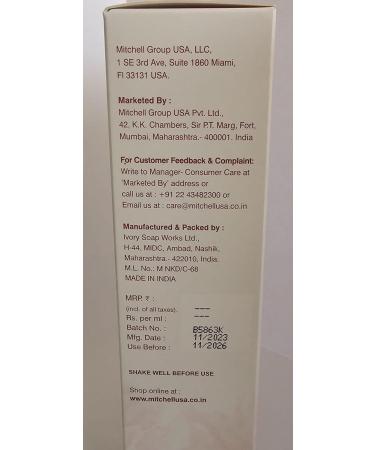 Mitchell Group USA, LLC,
1 SE 3rd Ave, Suite 1860 Miami,
Fl 33131 USA.
Marketed By :
Mitchell Group USA Pvt. Ltd.,
42, K.K. Chambers, Sir P.T. Marg, Fort,
Mumbai, Maharashtra.- 400001. India
For Customer Feedback & Complaint:
Write to Manager- Consumer Care at
'Marketed By' address or
call us at : +91 22 43482300 or
Email us at : care@mitchellusa.co.in
Manufactured & Packed by :
Ivory Soap Works Ltd.,
H-44, MIDC, Ambad, Nashik,
Maharashtra.- 422010, India.
M.L. No.: M NKD/C-68
MADE IN INDIA
MRP ₹ :
(incl. of all taxes). ---
Rs. per ml : ---
Batch No. : B5863K
Mfg. Date : 11/2023
Use Before : 11/2026
SHAKE WELL BEFORE USE
Shop online at :
www.mitchellusa.co.in